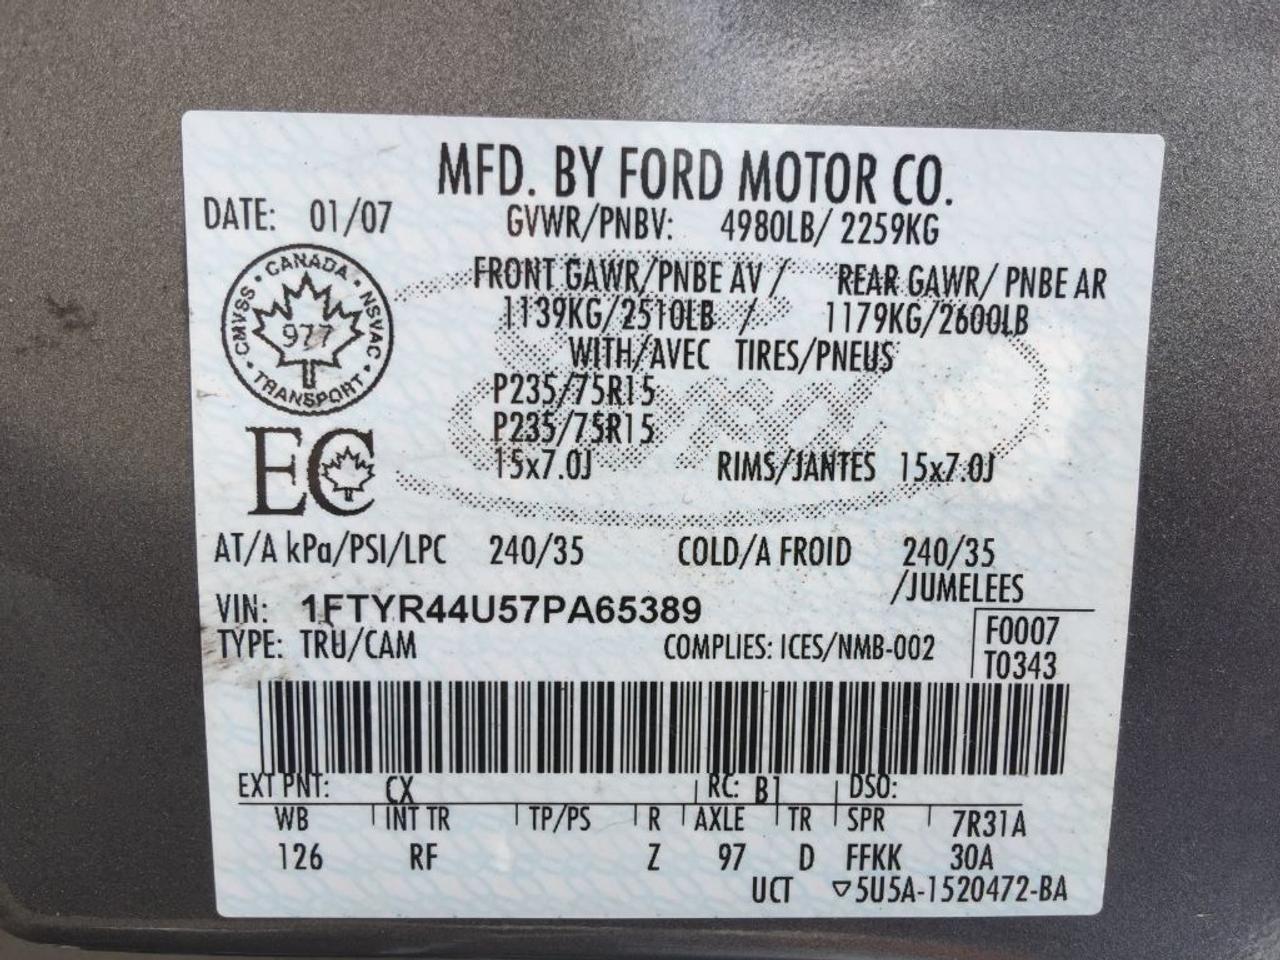 MFD. BY FORD MOTOR CO.
DATE: 01/07 GVWR/PNBV: 4980LB/ 2259KG
CANADA · NSVAC · TRANSPORT · CMVSS ·
977
EC
FRONT GAWR/PNBE AV / REAR GAWR/ PNBE AR
1139KG/2510LB / 1179KG/2600LB
WITH/AVEC TIRES/PNEUS
P235/75R15
P235/75R15
15x7.0J RIMS/JANTES 15x7.0J
AT/A kPa/PSI/LPC 240/35 COLD/A FROID 240/35
/JUMELEES
VIN: 1FTYR44U57PA65389
TYPE: TRU/CAM COMPLIES: ICES/NMB-002
F0007
T0343
EXT PNT: CX RC: B1 DSO:
WB INT TR TP/PS R AXLE TR SPR 7R31A
126 RF Z 97 D FFKK 30A
UCT ▽5U5A-1520472-BA